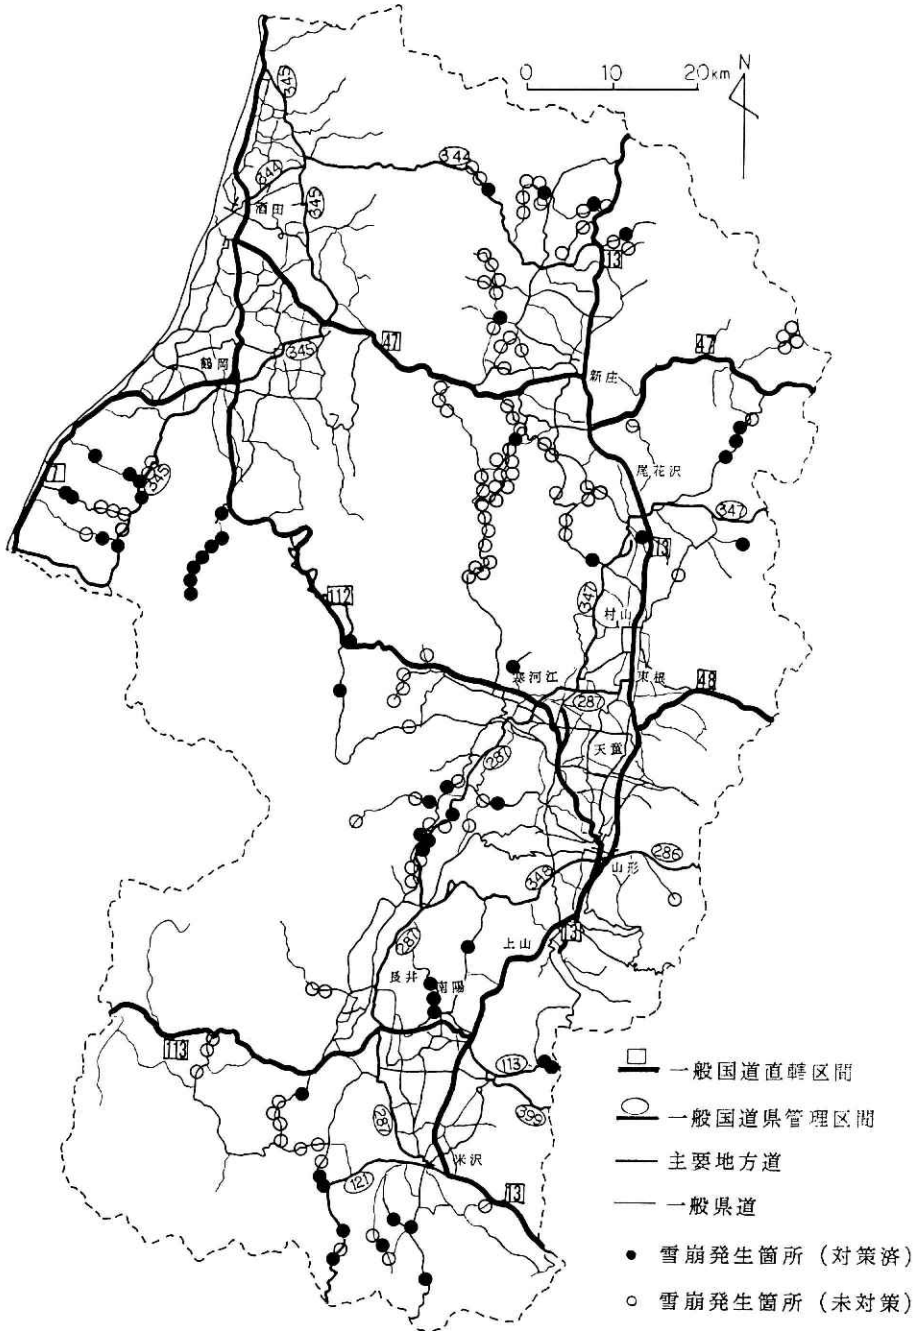 0 10 20km
N
345
344
344
酒田
345
13
47
345
鶴岡
47
新庄
7
345
尾花沢
347
13
112
347
村山
寒河江
東根
48
287
天童
287
286
山形
348
13
287
上山
長井
南陽
113
113
399
米沢
121
13
一般国道直轄区間
一般国道県管理区間
主要地方道
一般県道
雪崩発生箇所(対策済)
雪崩発生箇所(未対策)